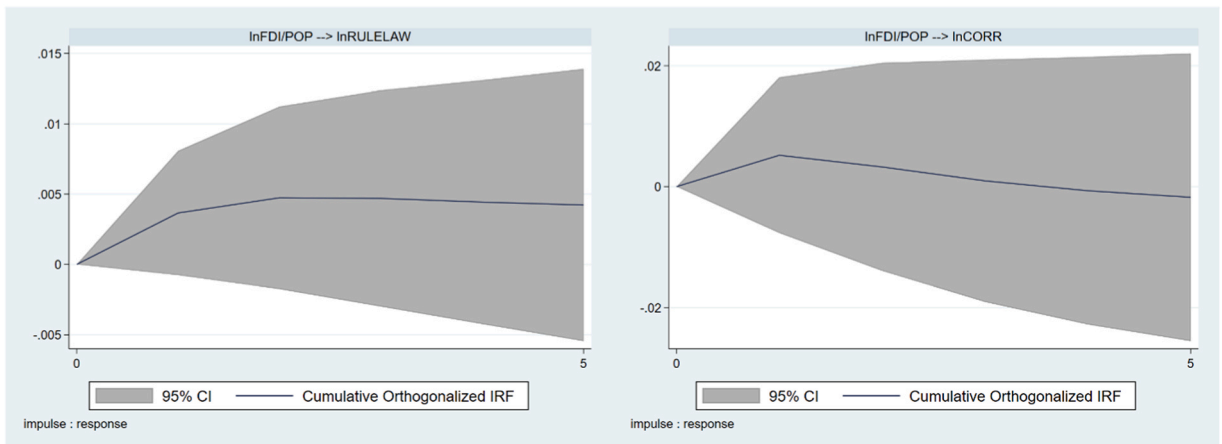 lnFDI/POP --> lnRULELAW
.015
.01
.005
0
-.005
0
5
95% CI
Cumulative Orthogonalized IRF
impulse : response
lnFDI/POP --> lnCORR
.02
0
-.02
0
5
95% CI
Cumulative Orthogonalized IRF
impulse : response